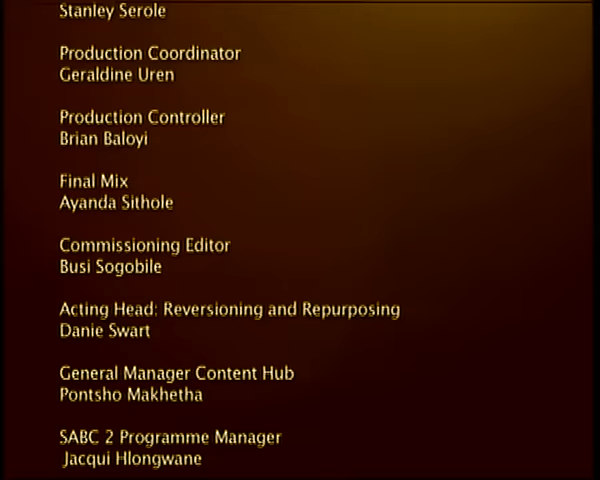 Stanley Serole
Production Coordinator
Geraldine Uren
Production Controller
Brian Baloyi
Final Mix
Ayanda Sithole
Commissioning Editor
Busi Sogobile
Acting Head: Reversioning and Repurposing
Danie Swart
General Manager Content Hub
Pontsho Makhetha
SABC 2 Programme Manager
Jacqui Hlongwane